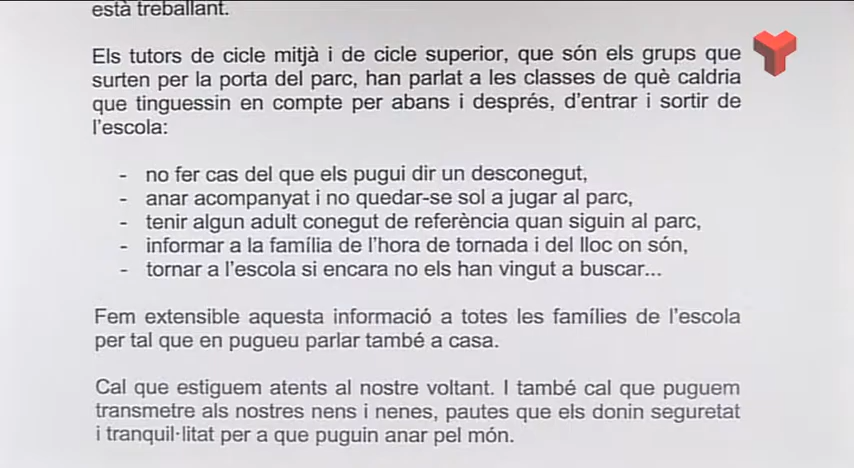 està treballant.
Els tutors de cicle mitjà i de cicle superior, que són els grups que
surten per la porta del parc, han parlat a les classes de què caldria
que tinguessin en compte per abans i després, d'entrar i sortir de
l'escola:
- no fer cas del que els pugui dir un desconegut,
- anar acompanyat i no quedar-se sol a jugar al parc,
- tenir algun adult conegut de referència quan siguin al parc,
- informar a la família de l'hora de tornada i del lloc on són,
- tornar a l'escola si encara no els han vingut a buscar...
Fem extensible aquesta informació a totes les famílies de l'escola
per tal que en pugueu parlar també a casa.
Cal que estiguem atents al nostre voltant. I també cal que puguem
transmetre als nostres nens i nenes, pautes que els donin seguretat
i tranquil·litat per a que puguin anar pel món.